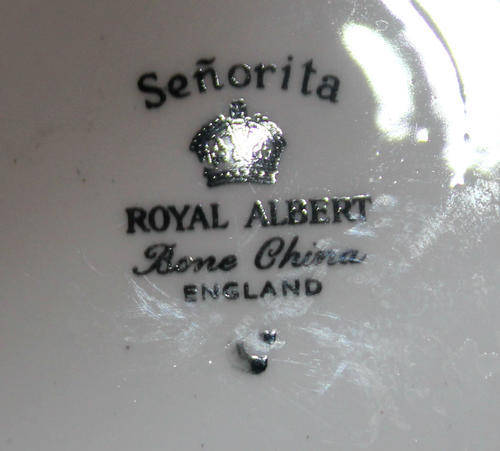 Señorita
ROYAL ALBERT
Bone China
ENGLAND